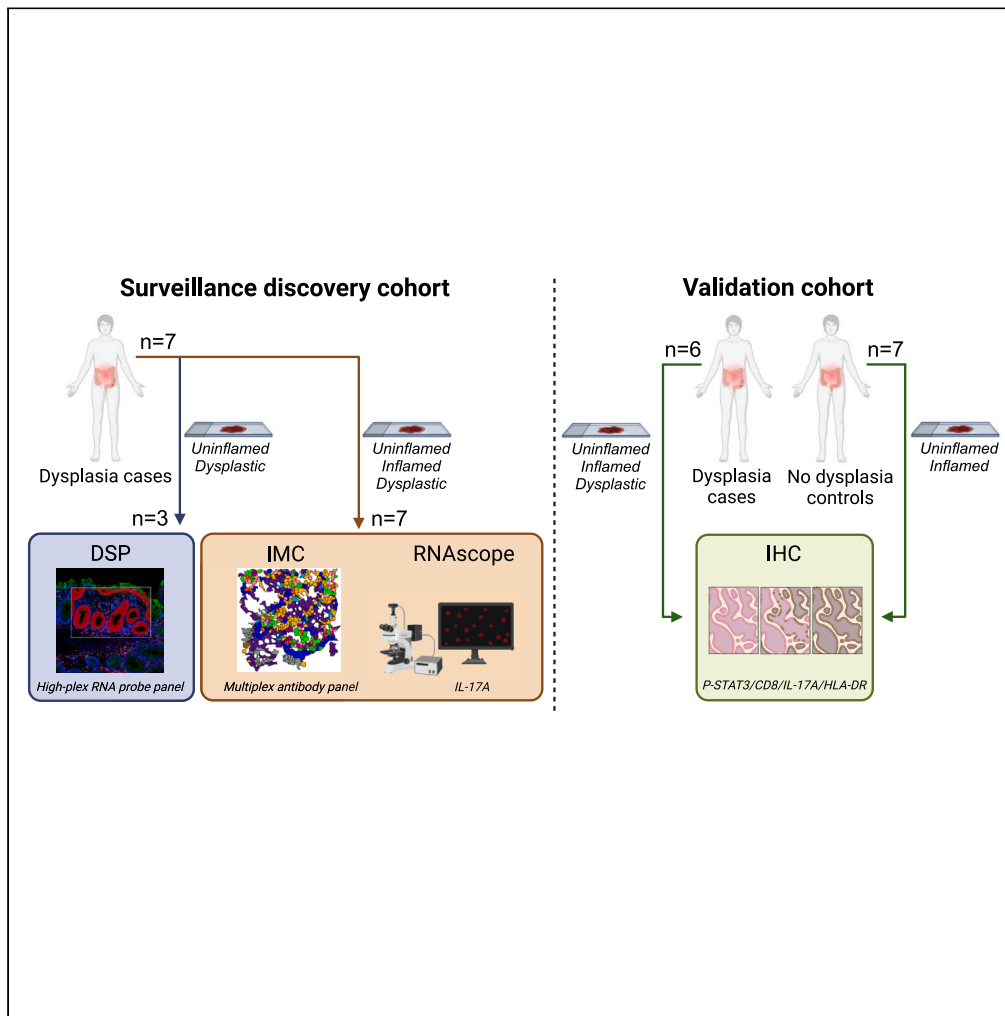 Surveillance discovery cohort
n=7
Uninflamed
Dysplastic
Uninflamed
Inflamed
Dysplastic
Dysplasia cases
n=3
n=7
DSP
High-plex RNA probe panel
IMC
Multiplex antibody panel
RNAscope
IL-17A
Validation cohort
n=6
n=7
Uninflamed
Inflamed
Dysplastic
Dysplasia
cases
No dysplasia
controls
Uninflamed
Inflamed
IHC
P-STAT3/CD8/IL-17A/HLA-DR